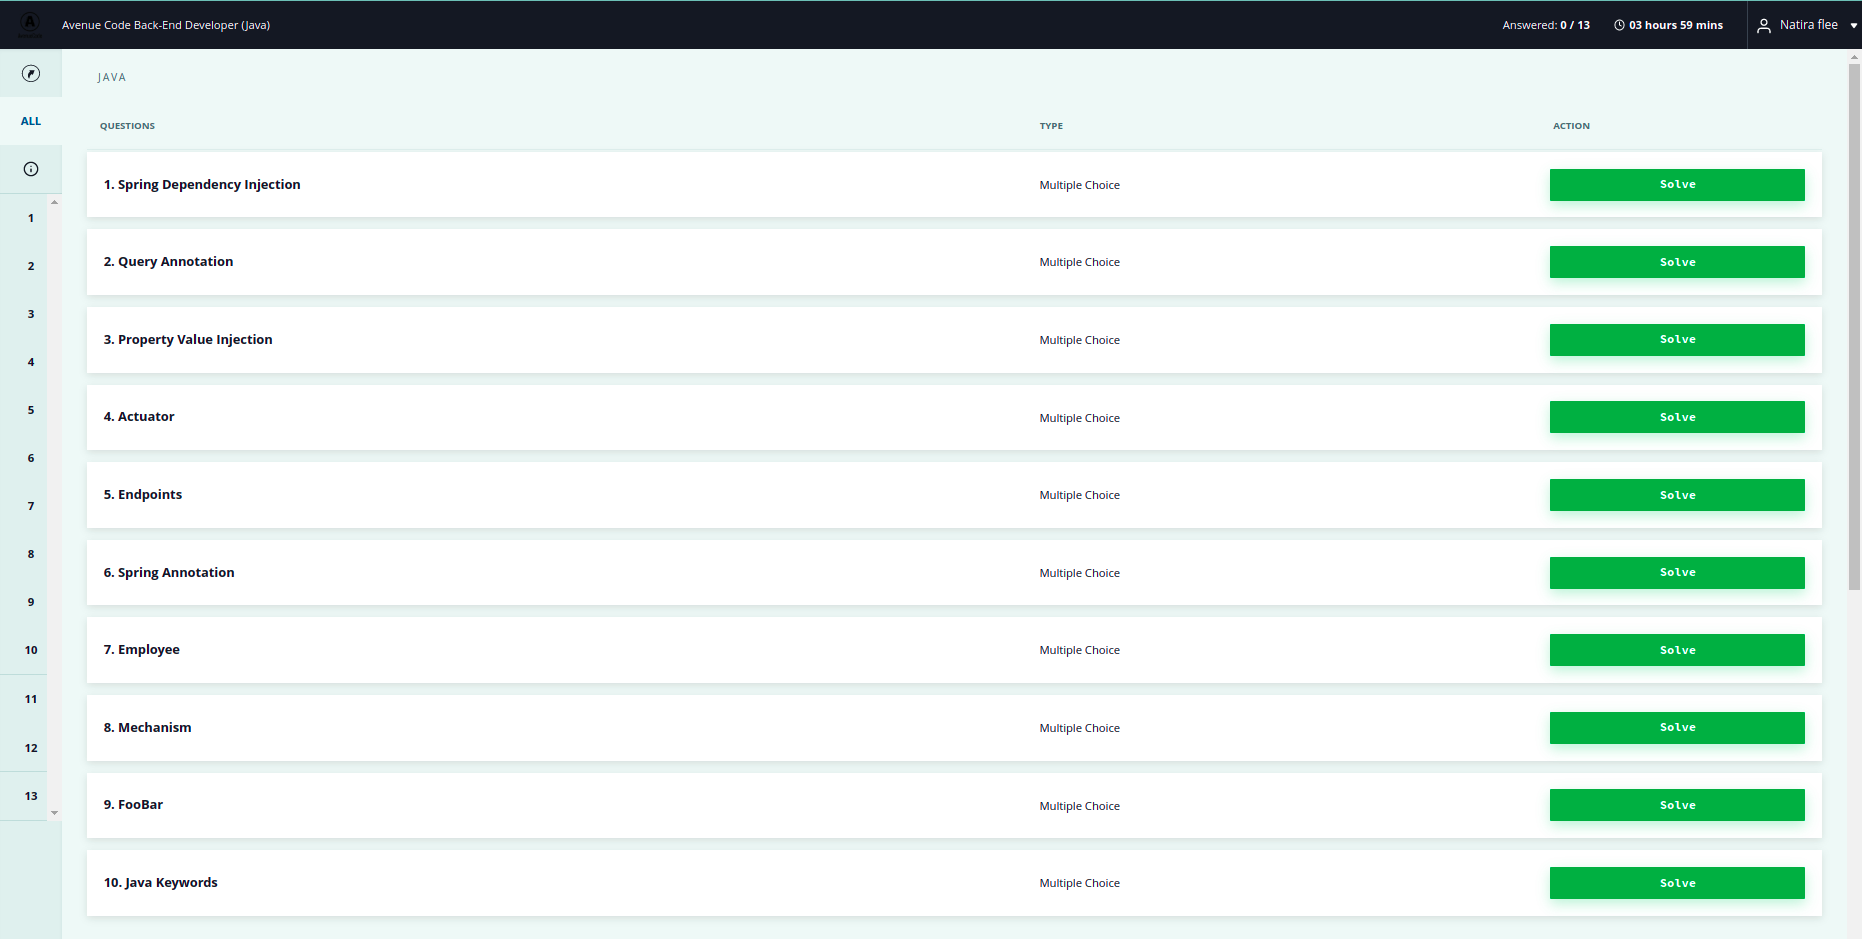 Avenue Code Back-End Developer (Java)
Answered: 0 / 13
03 hours 59 mins
Natira flee
ALL
1
2
3
4
5
6
7
8
9
10
11
12
13
JAVA
QUESTIONS TYPE ACTION
1. Spring Dependency Injection Multiple Choice Solve
2. Query Annotation Multiple Choice Solve
3. Property Value Injection Multiple Choice Solve
4. Actuator Multiple Choice Solve
5. Endpoints Multiple Choice Solve
6. Spring Annotation Multiple Choice Solve
7. Employee Multiple Choice Solve
8. Mechanism Multiple Choice Solve
9. FooBar Multiple Choice Solve
10. Java Keywords Multiple Choice Solve